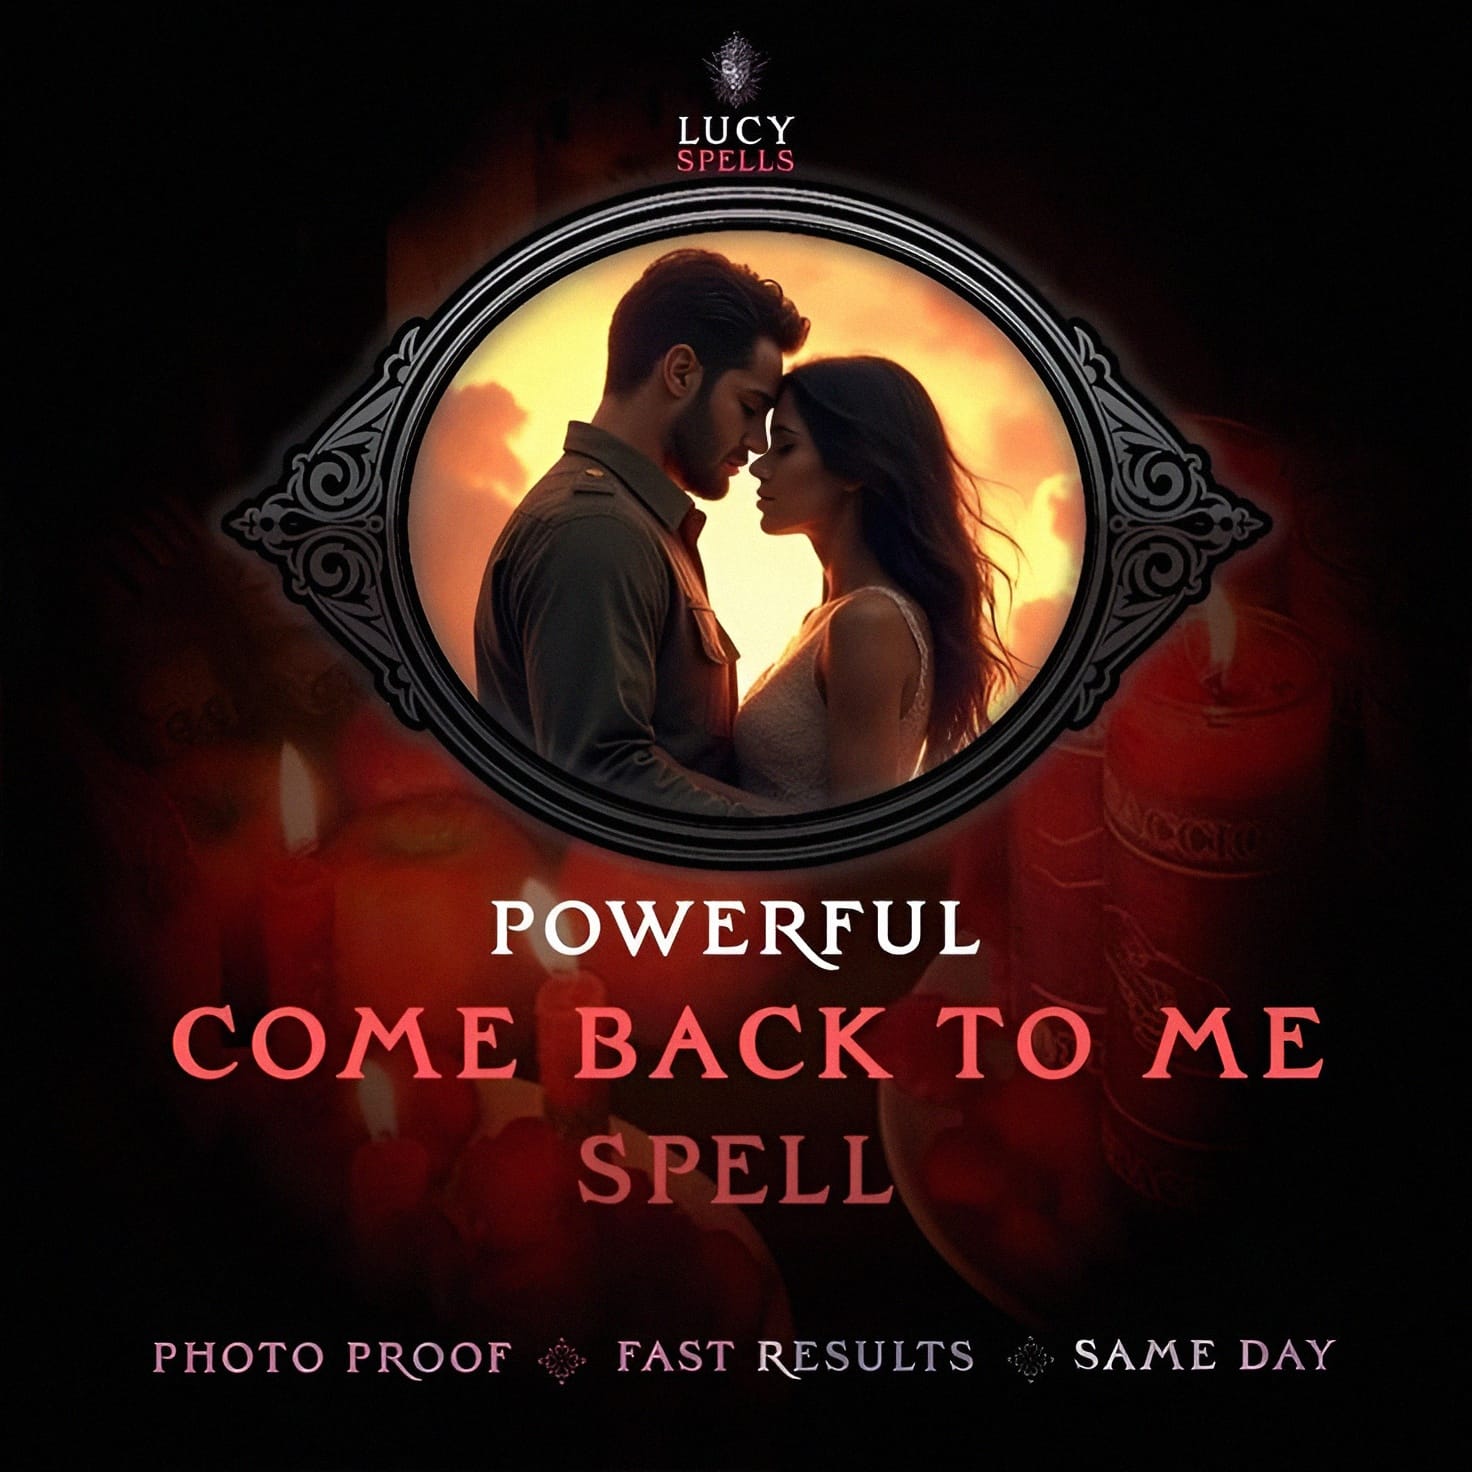 LUCY
SPELLS
POWERFUL
COME BACK TO ME
SPELL
PHOTO PROOF FAST RESULTS SAME DAY